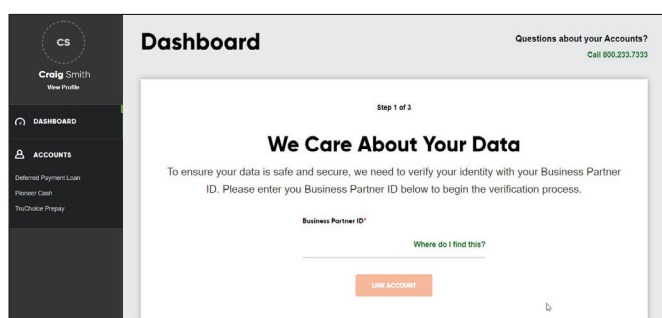 CS
Craig Smith
View Profile
DASHBOARD
ACCOUNTS
Deferred Payment Loan
Pioneer Cash
TruChoice Prepay
Dashboard
Questions about your Accounts?
Call 800.233.7333
Step 1 of 3
We Care About Your Data
To ensure your data is safe and secure, we need to verify your identity with your Business Partner
ID. Please enter you Business Partner ID below to begin the verification process.
Business Partner ID*
Where do I find this?
LINK ACCOUNT